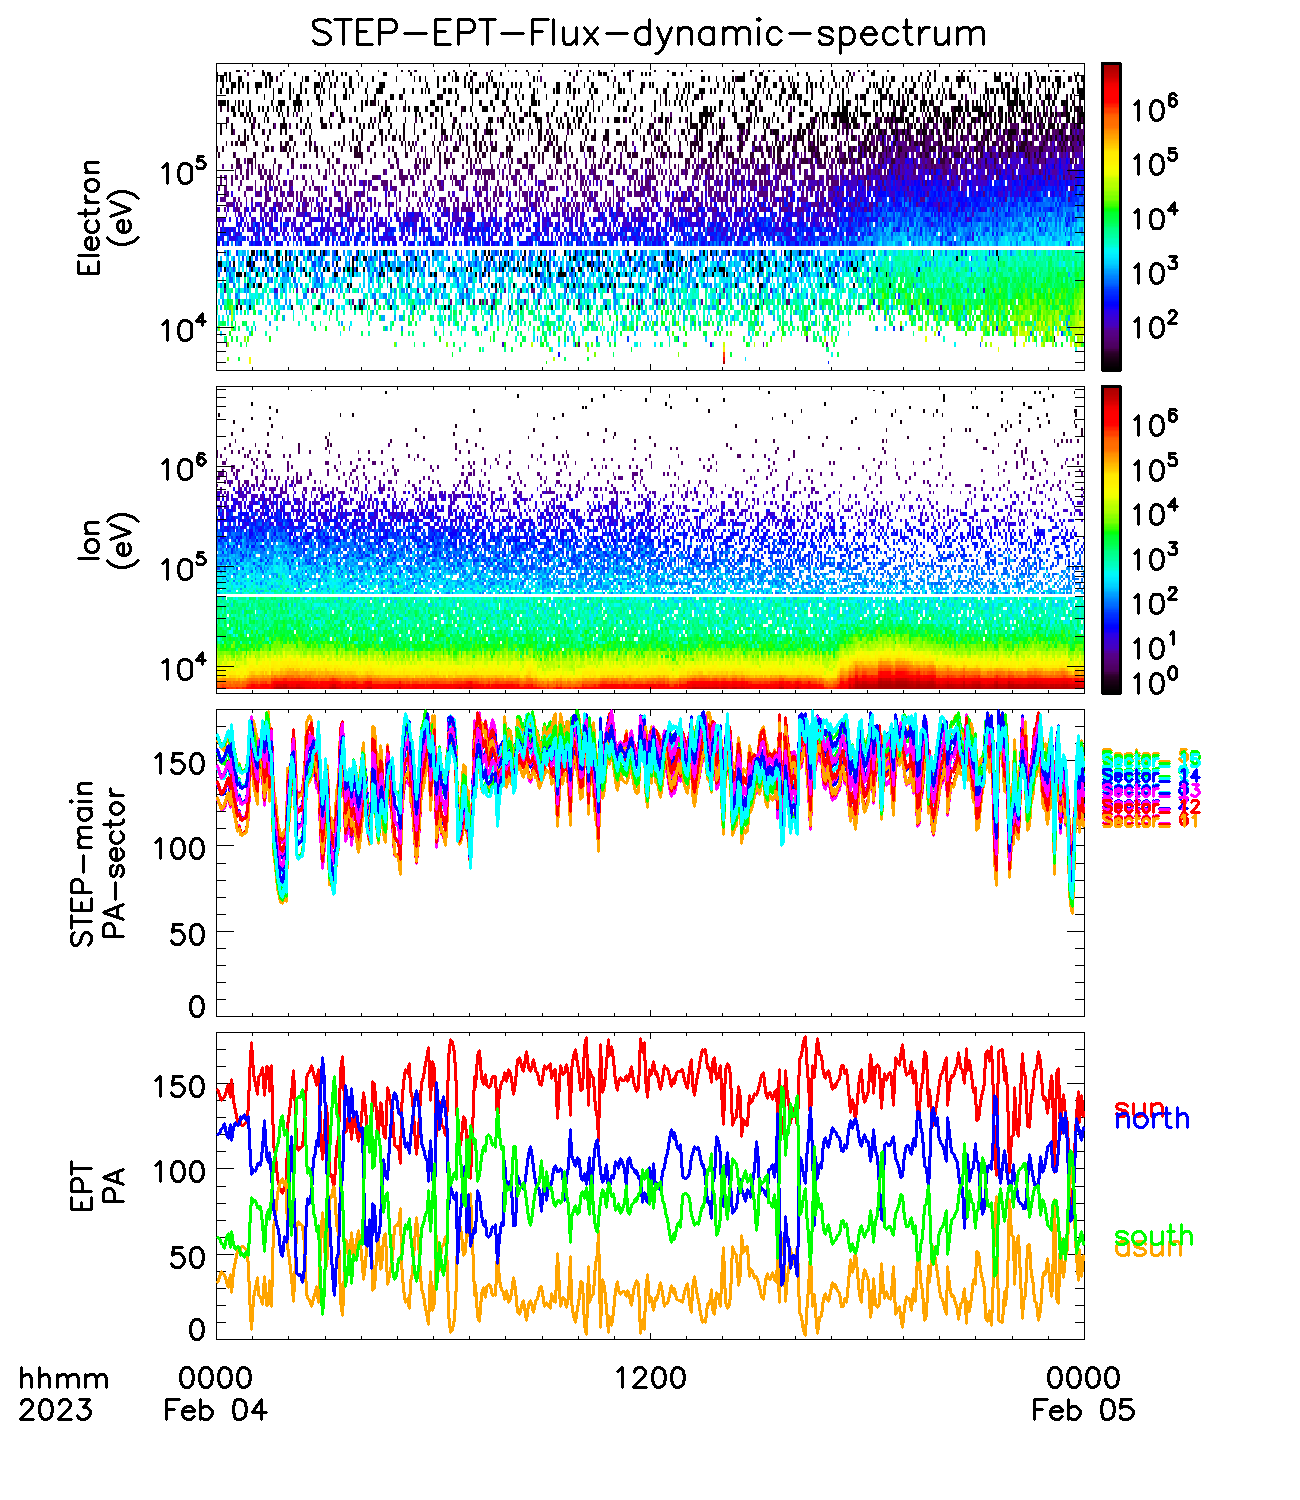 STEP-EPT-Flux-dynamic-spectrum
Electron
(eV)
10^5
10^4
10^6
10^5
10^4
10^3
10^2
Ion
(eV)
10^6
10^5
10^4
10^6
10^5
10^4
10^3
10^2
10^1
10^0
STEP-main
PA-sector
150
100
50
0
Sector= 14
EPT
PA
150
100
50
0
sun
north
south
asun
hhmm
2023
0000
Feb 04
1200
0000
Feb 05